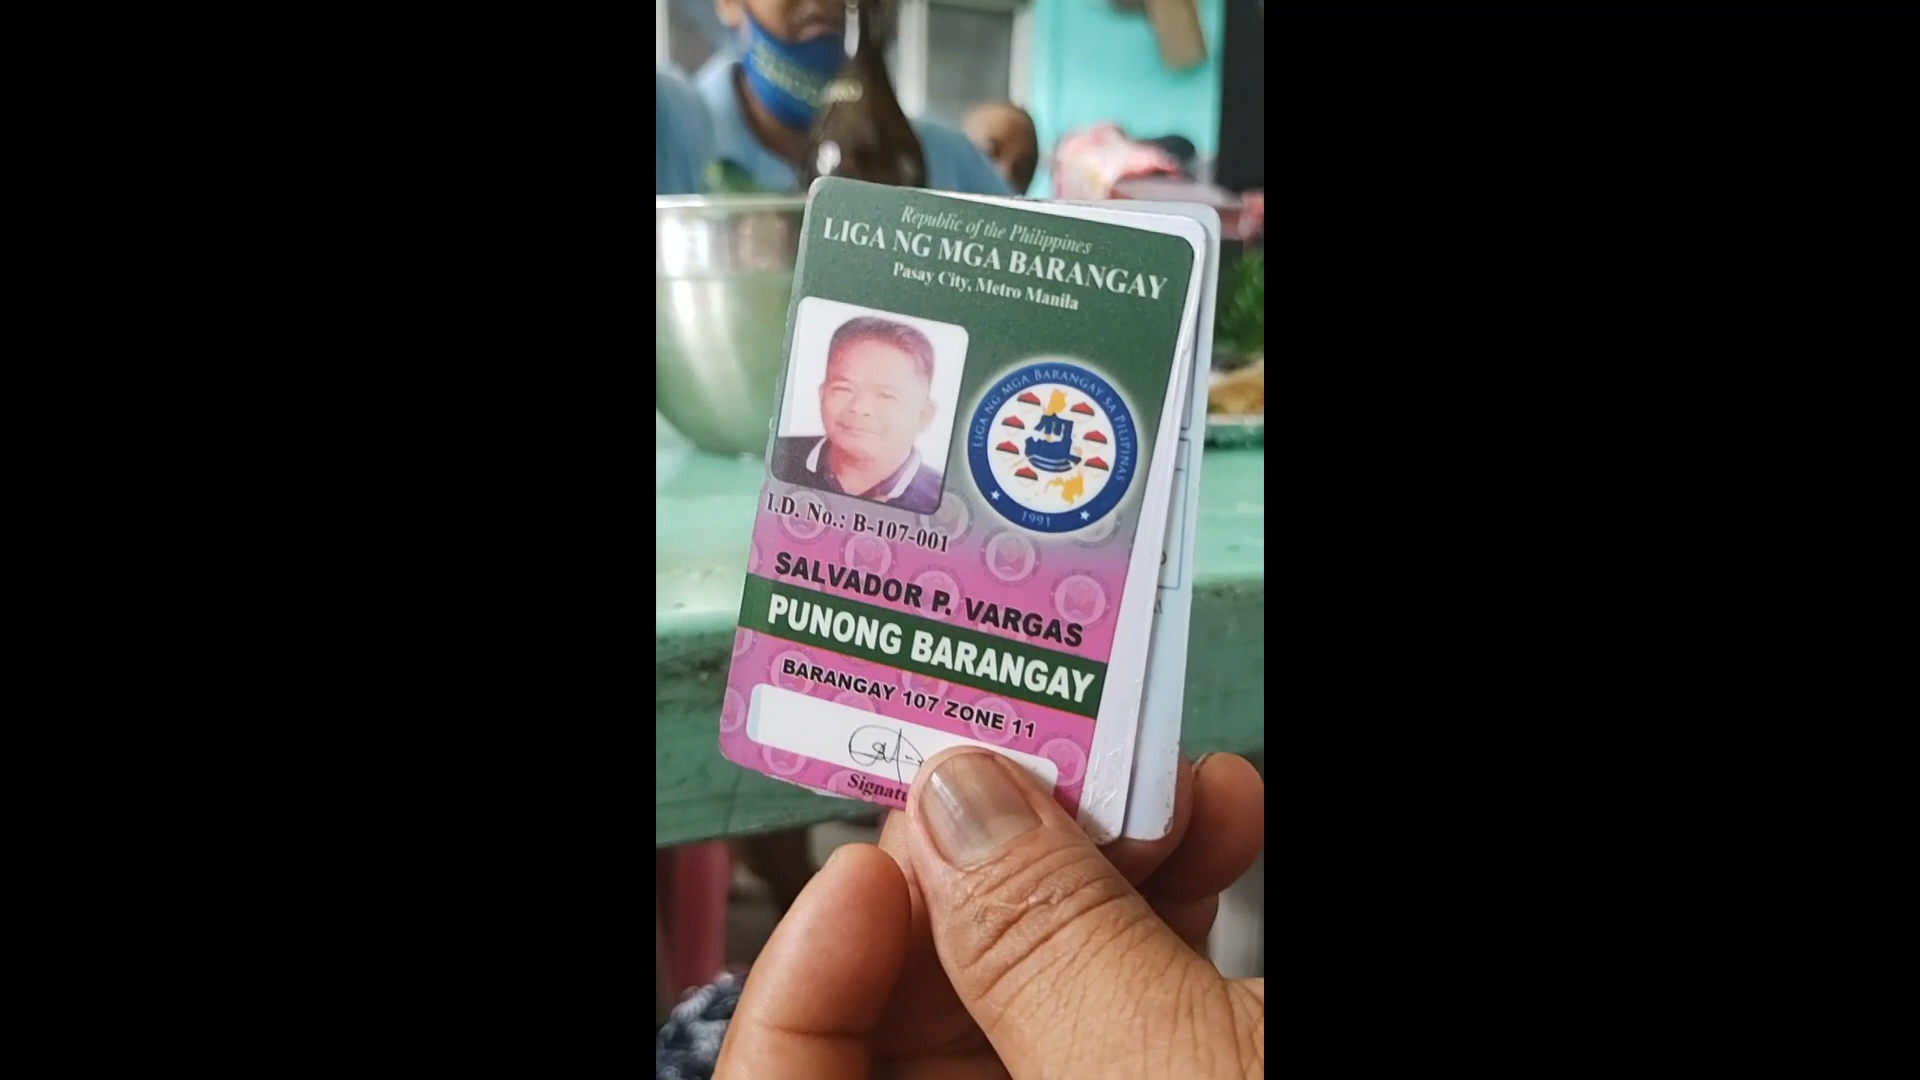 Republic of the Philippines
LIGA NG MGA BARANGAY
Pasay City, Metro Manila
LIGA NG MGA BARANGAY SA PILIPINAS
1991
I.D. No.: B-107-001
SALVADOR P. VARGAS
PUNONG BARANGAY
BARANGAY 107 ZONE 11